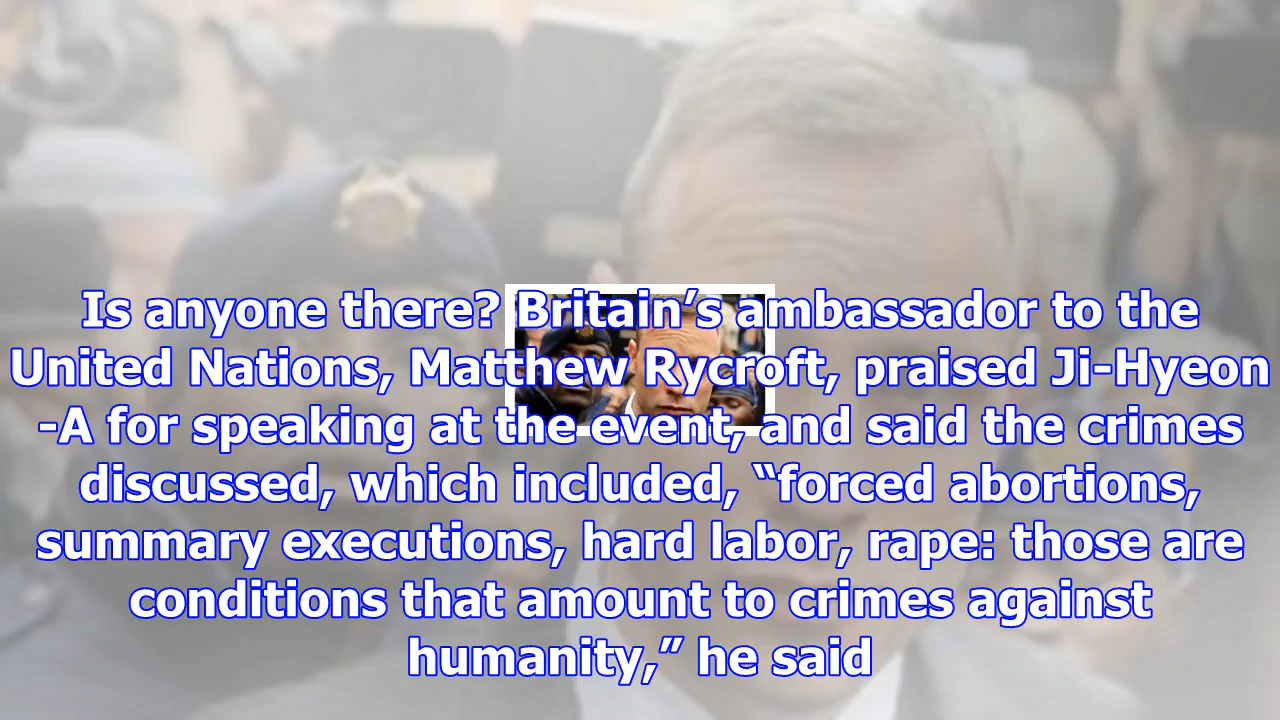 Is anyone there? Britain’s ambassador to the
United Nations, Matthew Rycroft, praised Ji-Hyeon
-A for speaking at the event, and said the crimes
discussed, which included, “forced abortions,
summary executions, hard labor, rape: those are
conditions that amount to crimes against
humanity,” he said